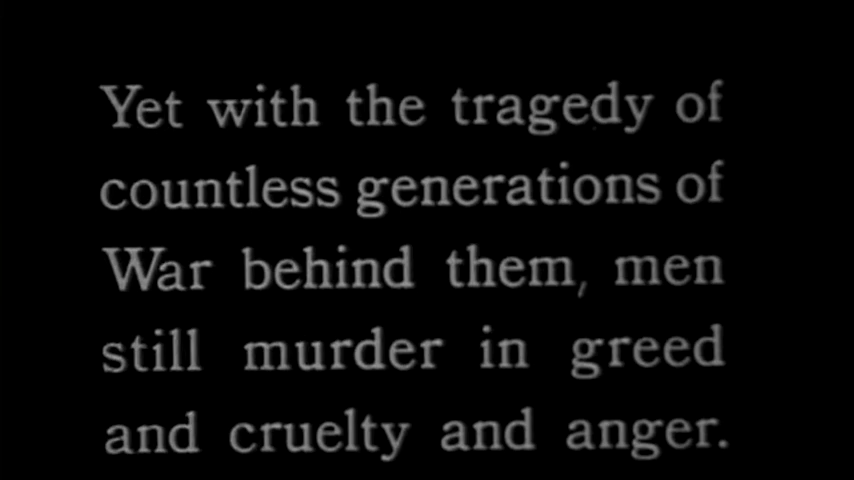 Yet with the tragedy of
countless generations of
War behind them, men
still murder in greed
and cruelty and anger.